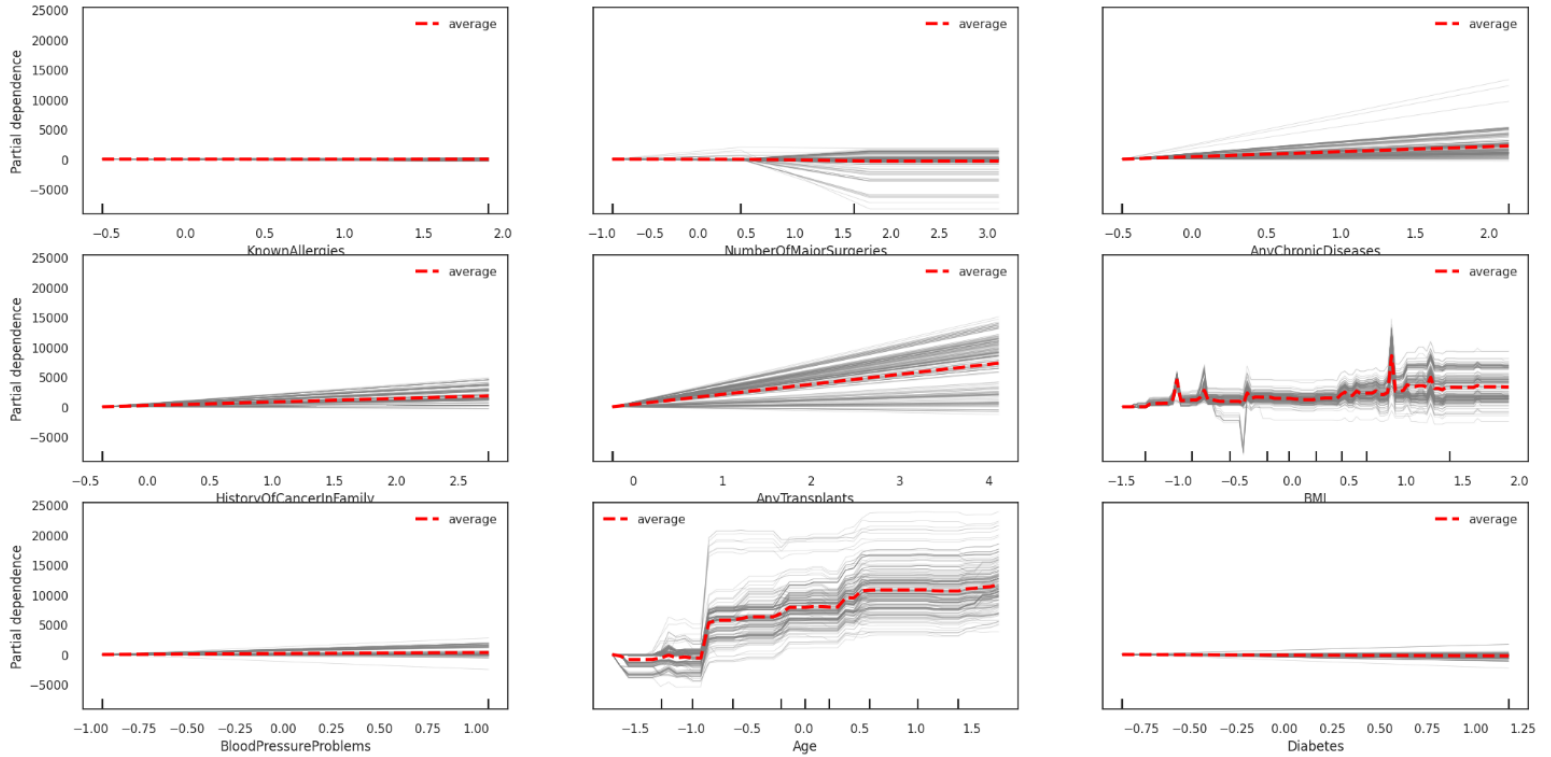 25000
20000
15000
10000
5000
0
−5000
Partial dependence
average
−0.5 0.0 0.5 1.0 1.5 2.0
KnownAllergies
average
−1.0 −0.5 0.0 0.5 1.0 1.5 2.0 2.5 3.0
NumberOfMajorSurgeries
average
−0.5 0.0 0.5 1.0 1.5 2.0
AnyChronicDiseases
25000
20000
15000
10000
5000
0
−5000
Partial dependence
average
−0.5 0.0 0.5 1.0 1.5 2.0 2.5
HistoryOfCancerInFamily
average
0 1 2 3 4
AnyTransplants
average
−1.5 −1.0 −0.5 0.0 0.5 1.0 1.5 2.0
BMI
25000
20000
15000
10000
5000
0
−5000
Partial dependence
average
−1.00 −0.75 −0.50 −0.25 0.00 0.25 0.50 0.75 1.00
BloodPressureProblems
average
−1.5 −1.0 −0.5 0.0 0.5 1.0 1.5
Age
average
−0.75 −0.50 −0.25 0.00 0.25 0.50 0.75 1.00 1.25
Diabetes